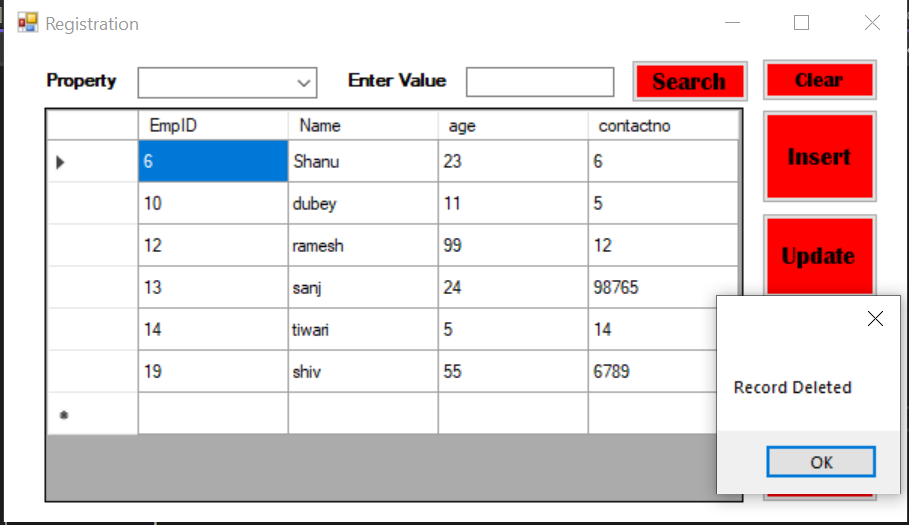 Registration
Property Enter Value Search Clear
EmpID Name age contactno
6 Shanu 23 6
Insert
10 dubey 11 5
12 ramesh 99 12
Update
13 sanj 24 98765
14 tiwari 5 14
19 shiv 55 6789
Record Deleted
OK